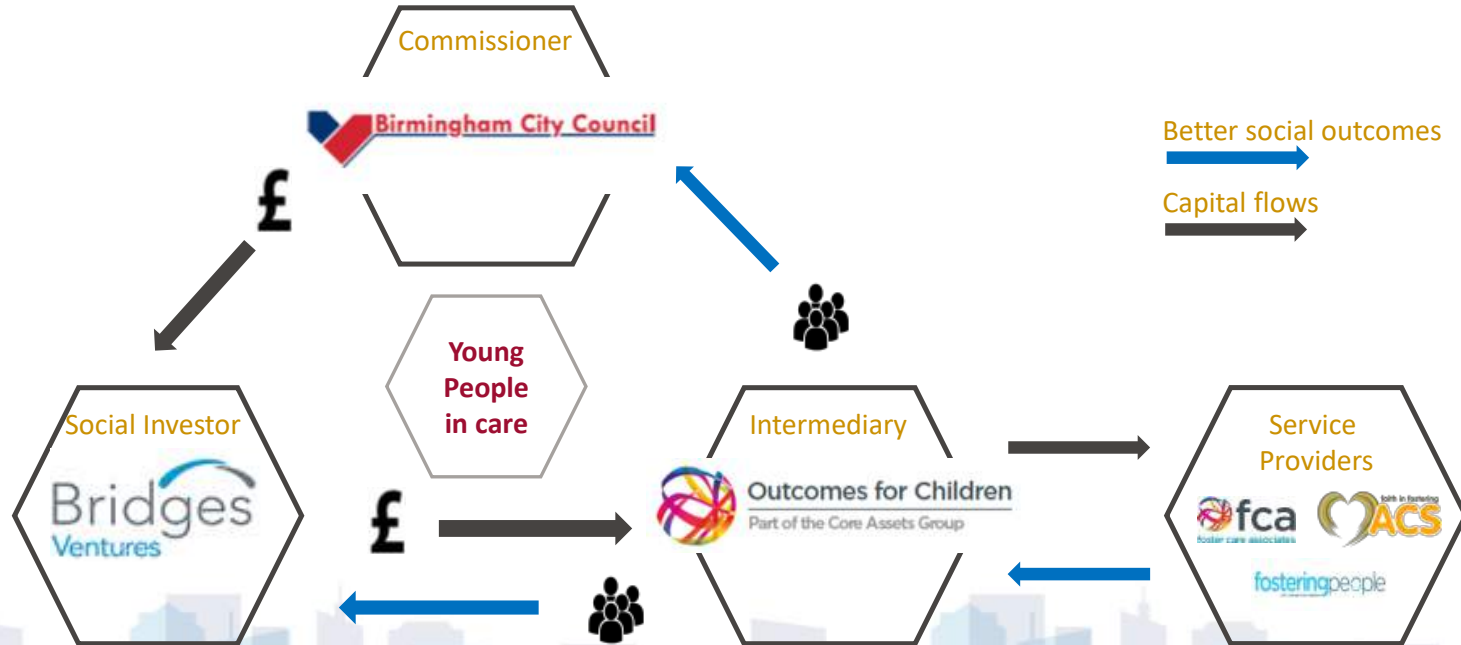 Commissioner
Birmingham City Council
£
Better social outcomes
Capital flows
Young
People
in care
Social Investor
Bridges
Ventures
£
Intermediary
Outcomes for Children
Part of the Core Assets Group
Service
Providers
fca
foster care associates
faith in fostering
ACS
fosteringpeople